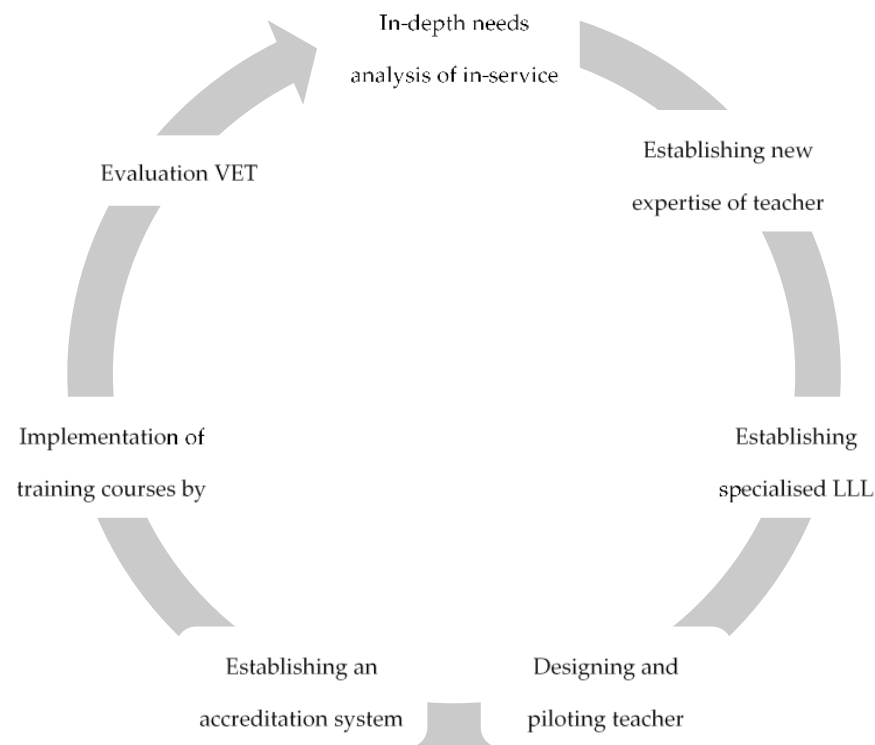 In-depth needs
analysis of in-service
Establishing new
expertise of teacher
Establishing
specialised LLL
Designing and
piloting teacher
Establishing an
accreditation system
Implementation of
training courses by
Evaluation VET